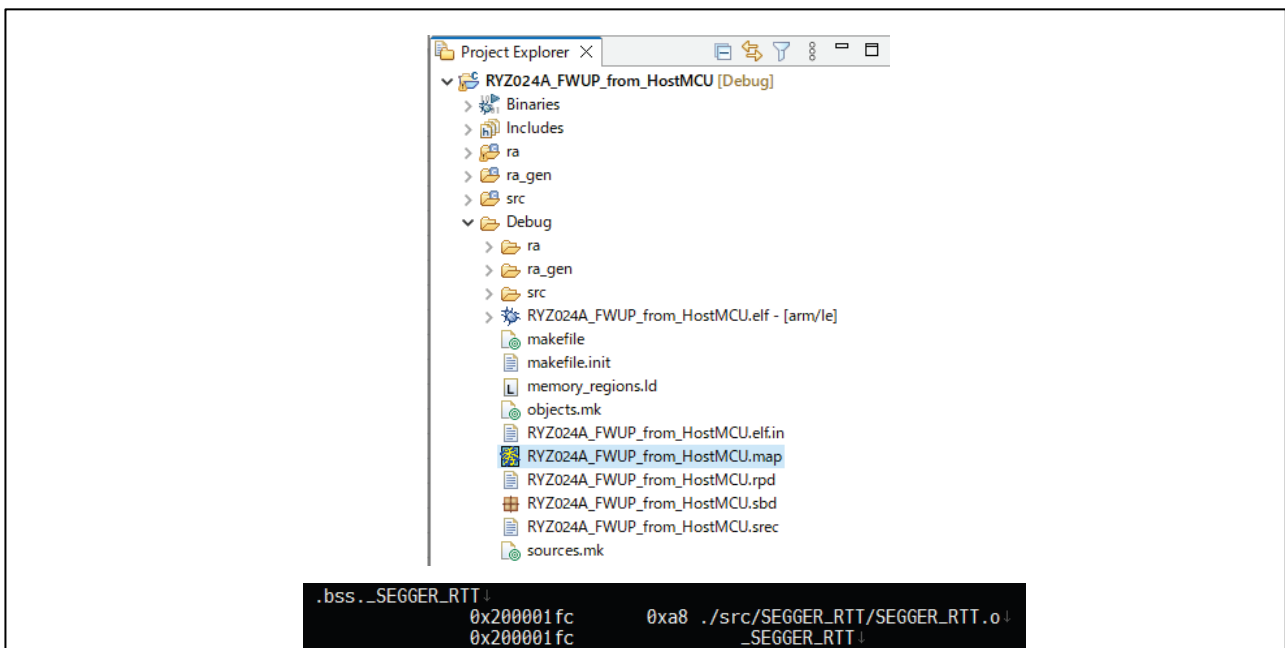 Project Explorer
RYZ024A_FWUP_from_HostMCU [Debug]
Binaries
Includes
ra
ra_gen
src
Debug
ra
ra_gen
src
RYZ024A_FWUP_from_HostMCU.elf - [arm/le]
makefile
makefile.init
memory_regions.ld
objects.mk
RYZ024A_FWUP_from_HostMCU.elf.in
RYZ024A_FWUP_from_HostMCU.map
RYZ024A_FWUP_from_HostMCU.rpd
RYZ024A_FWUP_from_HostMCU.sbd
RYZ024A_FWUP_from_HostMCU.srec
sources.mk
.bss._SEGGER_RTT↓
0x200001fc 0xa8 ./src/SEGGER_RTT/SEGGER_RTT.o↓
0x200001fc _SEGGER_RTT↓